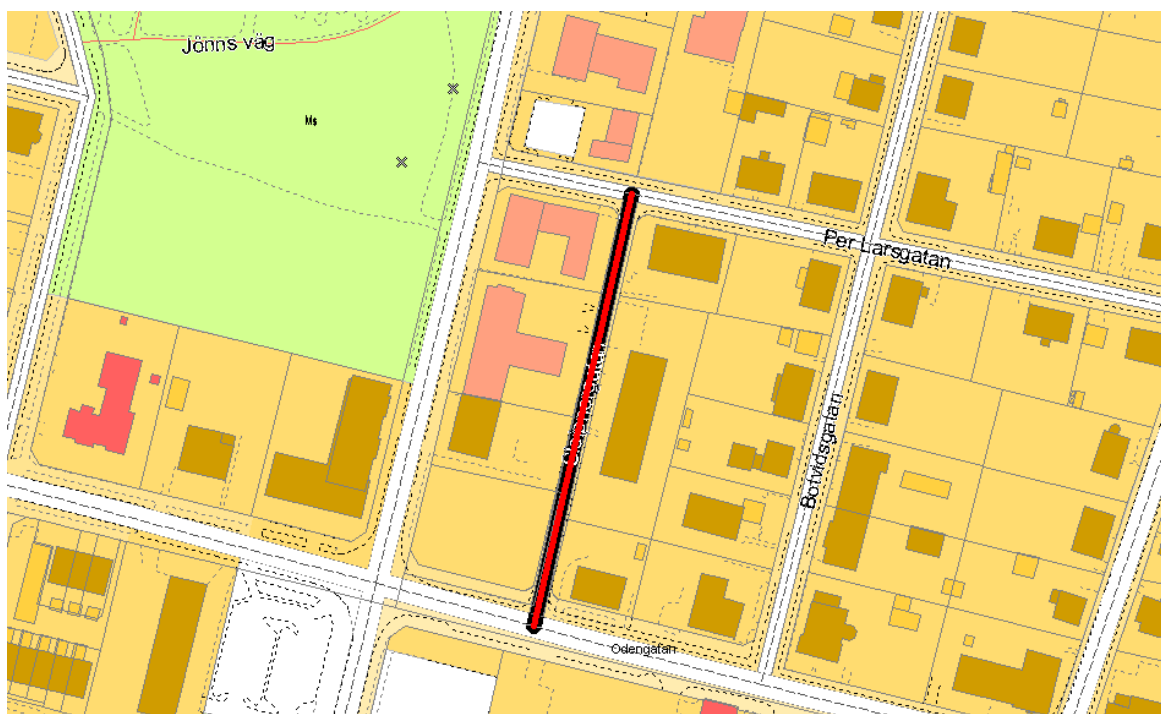 Jönns väg
Ms
Per Larsgatan
Botvidsgatan
Odengatan